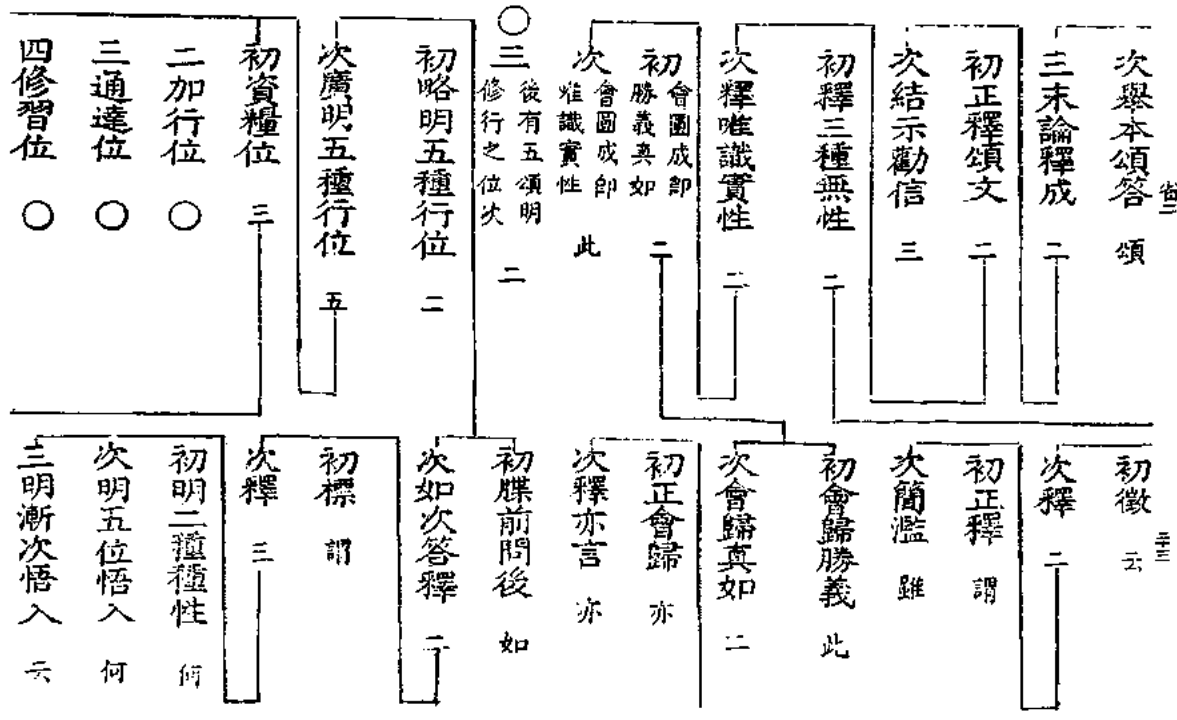 次舉本頌答 頌
三末論釋成 二
初正釋頌文 二
次結示勸信 三
初釋三種無性 二
次釋唯識實性 二
初會圓成即勝義真如 二
次會圓成即唯識實性 此
○三後有五頌明修行之位次 二
初略明五種行位 二
次廣明五種行位 五
初資糧位 三
二加行位 ○
三通達位 ○
四修習位 ○
初徵 云
次釋 二
初正釋 謂
次簡濫 雖
初會歸勝義 此
次會歸真如 二
初正會歸 亦
次釋亦言 亦
初牒前問後 如
次如次答釋 二
初標 謂
次釋 三
初明二種種性 何
次明五位悟入 何
三明漸次悟入 云